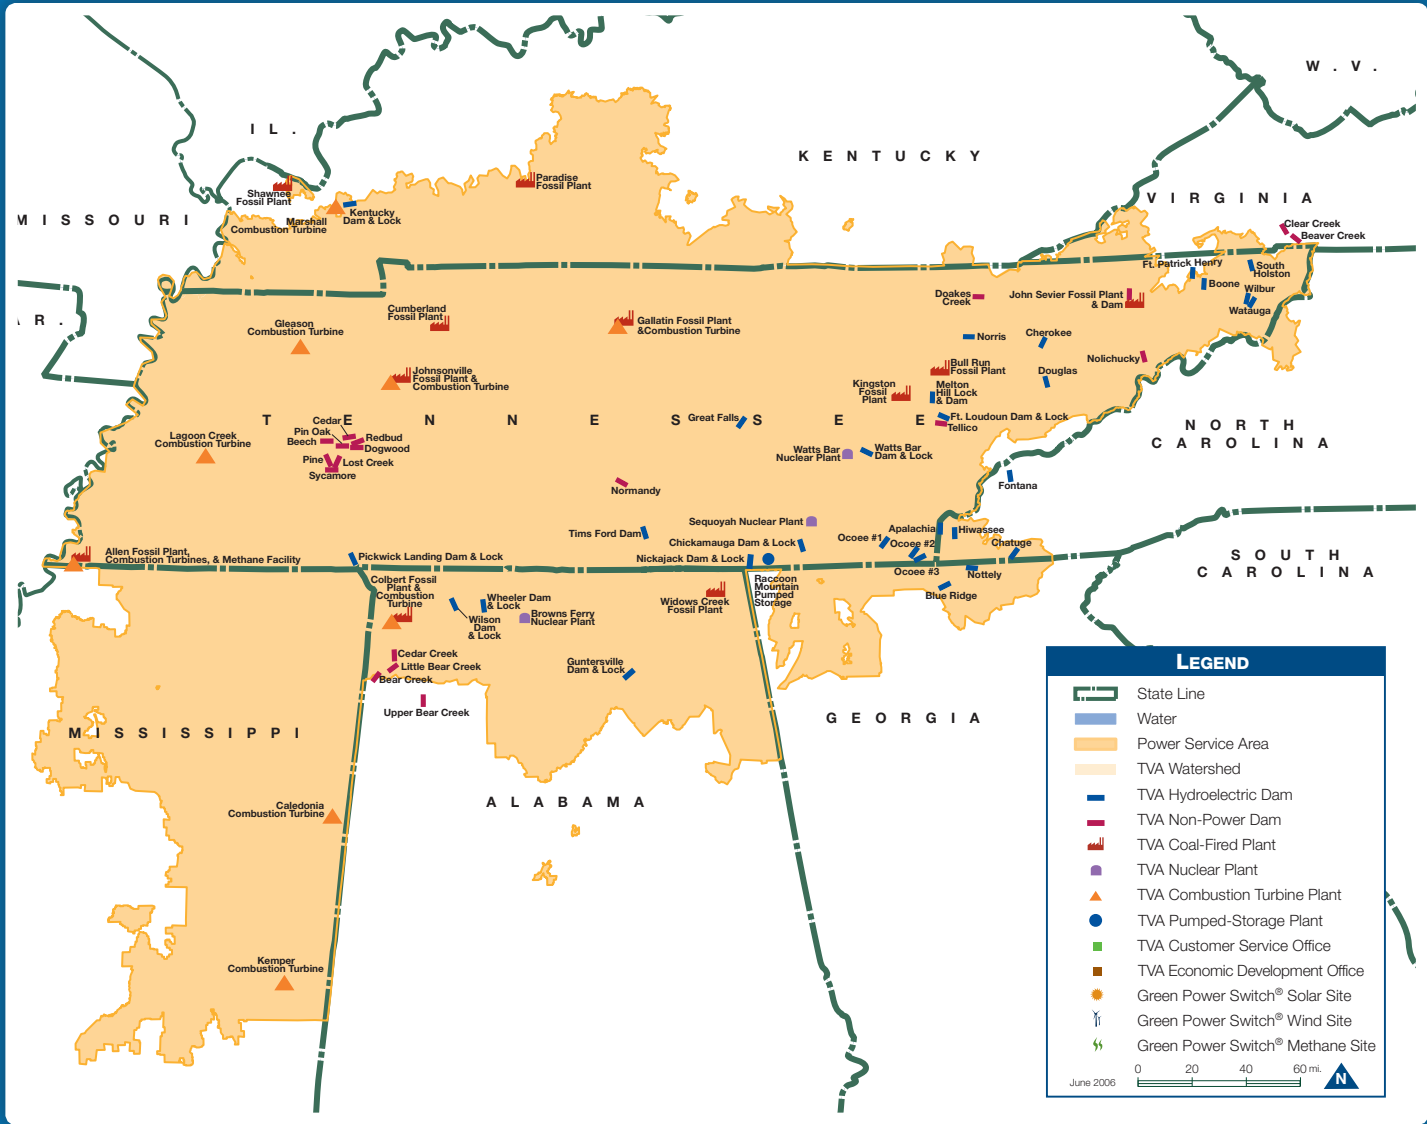 W . V .
I L .
K E N T U C K Y
Paradise
Fossil Plant
Shawnee
Fossil Plant
V I R G I N I A
M I S S O U R I
Marshall
Combustion Turbine
Kentucky
Dam & Lock
Clear Creek
Beaver Creek
Ft. Patrick Henry
South
Holston
Boone
Wilbur
Watauga
Doakes
Creek
John Sevier Fossil Plant
& Dam
R .
Cumberland
Fossil Plant
Gleason
Combustion Turbine
Gallatin Fossil Plant
&Combustion Turbine
Norris
Cherokee
Nolichucky
Johnsonville
Fossil Plant &
Combustion Turbine
Bull Run
Fossil Plant
Douglas
Kingston
Fossil
Plant
Melton
Hill Lock
& Dam
T E N N E S S E E
Great Falls
Ft. Loudoun Dam & Lock
Tellico
Cedar
Pin Oak
Beech
Redbud
Dogwood
Pine
Lost Creek
Sycamore
Lagoon Creek
Combustion Turbine
N O R T H
C A R O L I N A
Watts Bar
Nuclear Plant
Watts Bar
Dam & Lock
Normandy
Fontana
Sequoyah Nuclear Plant
Tims Ford Dam
Chickamauga Dam & Lock
Apalachia
Hiwassee
Ocoee #1
Ocoee #2
Chatuge
Allen Fossil Plant,
Combustion Turbines, & Methane Facility
Pickwick Landing Dam & Lock
Nickajack Dam & Lock
Ocoee #3
Nottely
S O U T H
C A R O L I N A
Colbert Fossil
Plant &
Combustion
Turbine
Raccoon
Mountain
Pumped
Storage
Blue Ridge
Wheeler Dam
& Lock
Wilson
Dam
& Lock
Browns Ferry
Nuclear Plant
Widows Creek
Fossil Plant
Cedar Creek
Little Bear Creek
Bear Creek
Guntersville
Dam & Lock
Upper Bear Creek
G E O R G I A
M I S S I S S I P P I
A L A B A M A
Caledonia
Combustion Turbine
Kemper
Combustion Turbine
LEGEND
State Line
Water
Power Service Area
TVA Watershed
TVA Hydroelectric Dam
TVA Non-Power Dam
TVA Coal-Fired Plant
TVA Nuclear Plant
TVA Combustion Turbine Plant
TVA Pumped-Storage Plant
TVA Customer Service Office
TVA Economic Development Office
Green Power Switch® Solar Site
Green Power Switch® Wind Site
Green Power Switch® Methane Site
0 20 40 60 mi.
June 2006
N